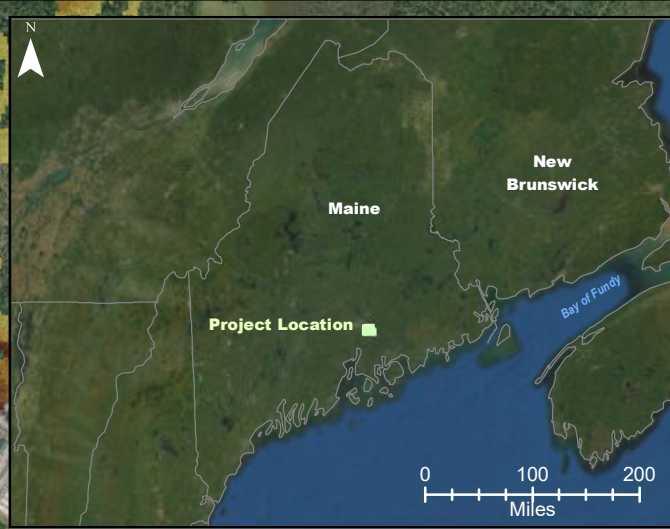 N
New
Brunswick
Maine
Bay of Fundy
Project Location
0 100 200
Miles